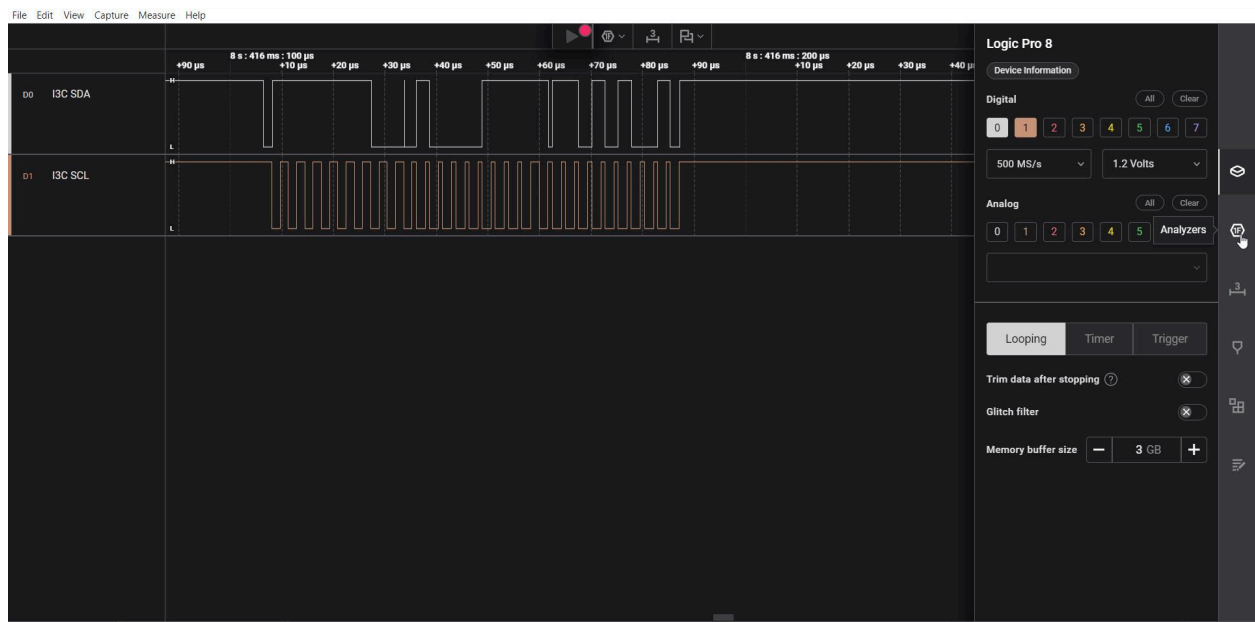 File Edit View Capture Measure Help
3
Logic Pro 8
Device Information
8 s : 416 ms : 100 µs 8 s : 416 ms : 200 µs
+90 µs +10 µs +20 µs +30 µs +40 µs +50 µs +60 µs +70 µs +80 µs +90 µs +10 µs +20 µs +30 µs +40 µ
H
D0 I3C SDA
L
H
D1 I3C SCL
L
Digital All Clear
0 1 2 3 4 5 6 7
500 MS/s 1.2 Volts
Analog All Clear
0 1 2 3 4 5 Analyzers 1F
3
Looping Timer Trigger
Trim data after stopping ?
Glitch filter
Memory buffer size − 3 GB +